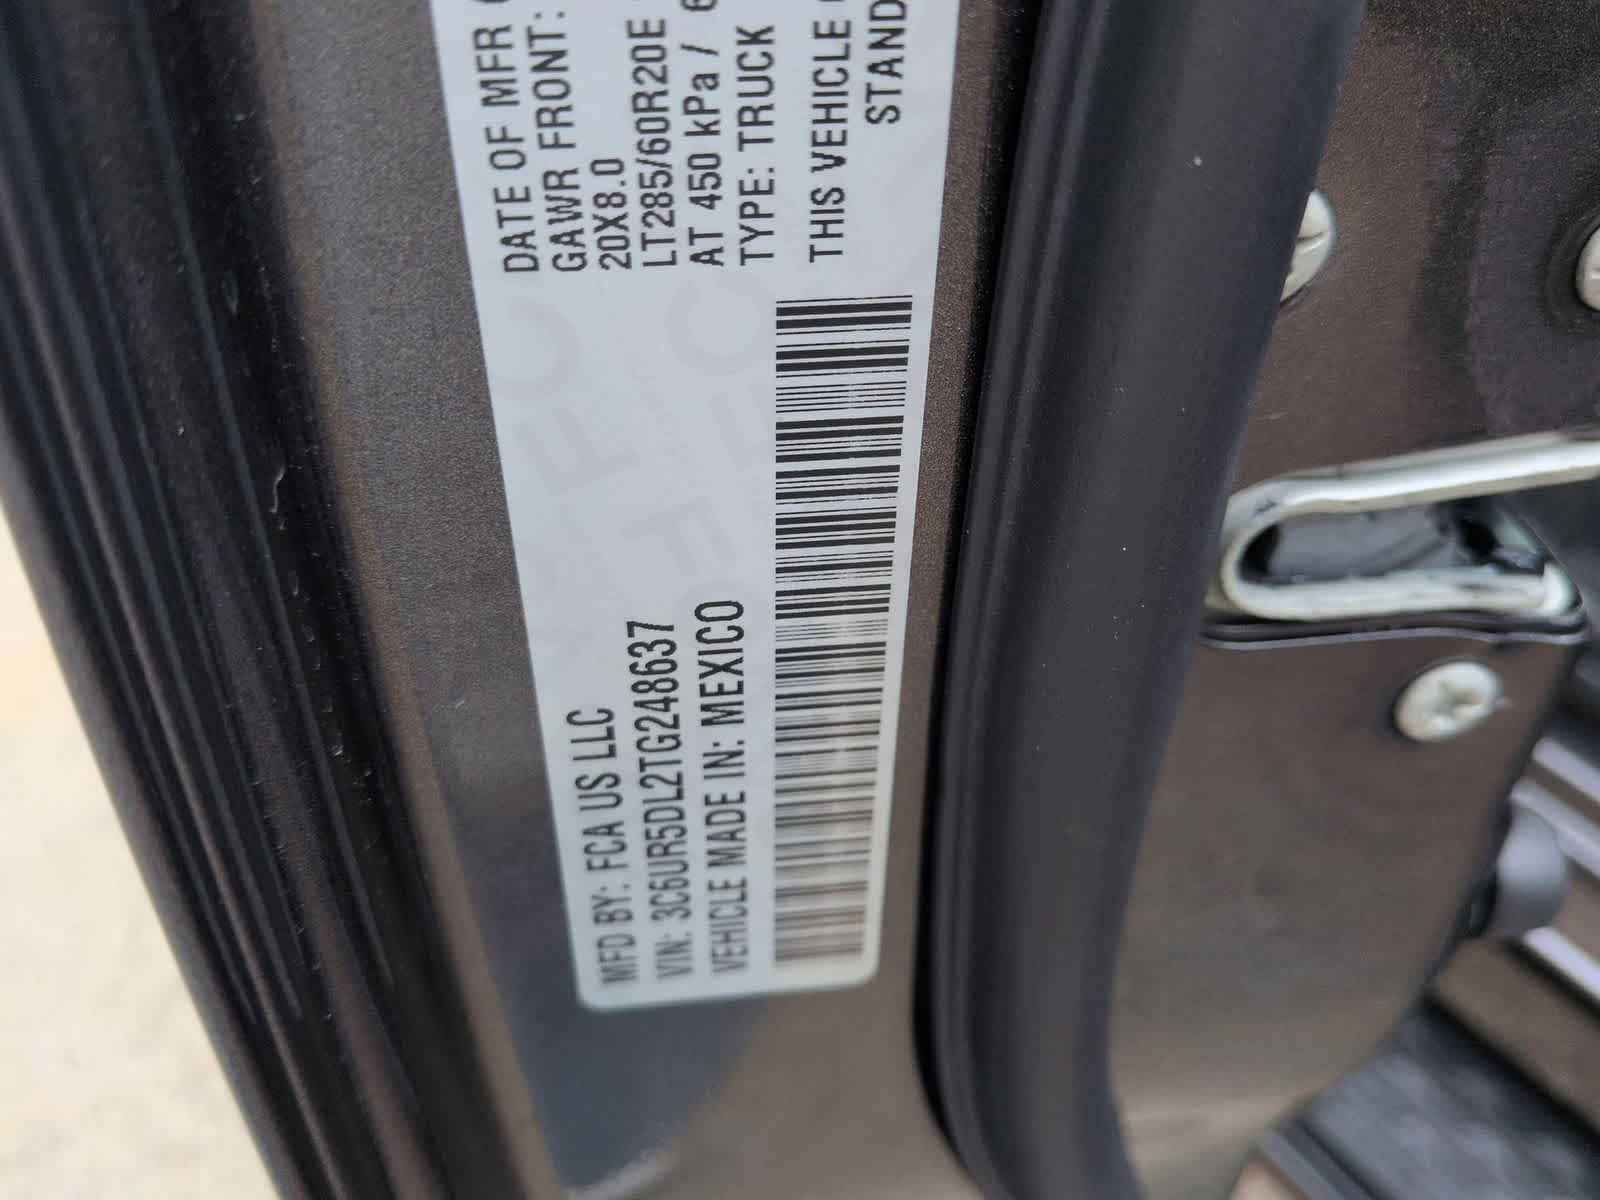 MFD BY: FCA US LLC
VIN: 3C6UR5DL2TG248637
VEHICLE MADE IN: MEXICO
DATE OF MFR
GAWR FRONT:
20X8.0
LT285/60R20E
AT 450 kPa / 6
TYPE: TRUCK
THIS VEHICLE
STAND